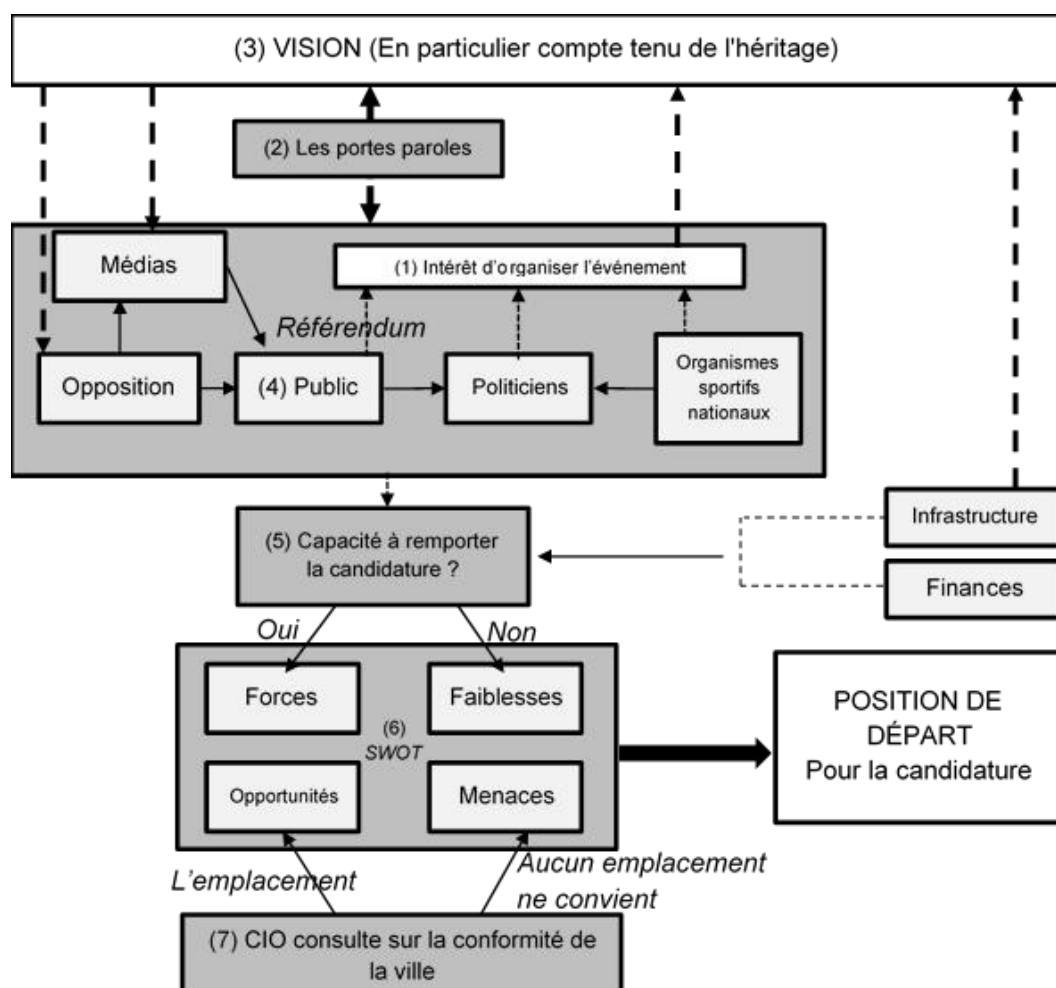 (3) VISION (En particulier compte tenu de l'héritage)
(2) Les portes paroles
Médias
(1) Intérêt d'organiser l'événement
Référendum
Opposition
(4) Public
Politiciens
Organismes
sportifs
nationaux
(5) Capacité à remporter
la candidature ?
Infrastructure
Finances
Oui
Non
Forces
Faiblesses
(6)
SWOT
Opportunités
Menaces
POSITION DE
DÉPART
Pour la candidature
L'emplacement
Aucun emplacement
ne convient
(7) CIO consulte sur la conformité de
la ville